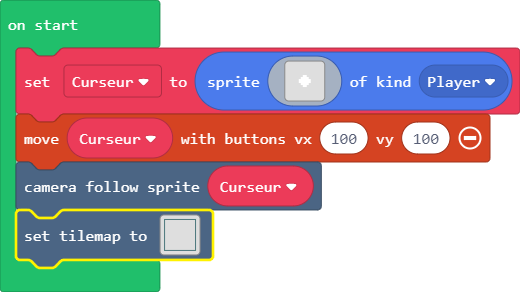 on start
set Curseur to sprite of kind Player
move Curseur with buttons vx 100 vy 100
camera follow sprite Curseur
set tilemap to